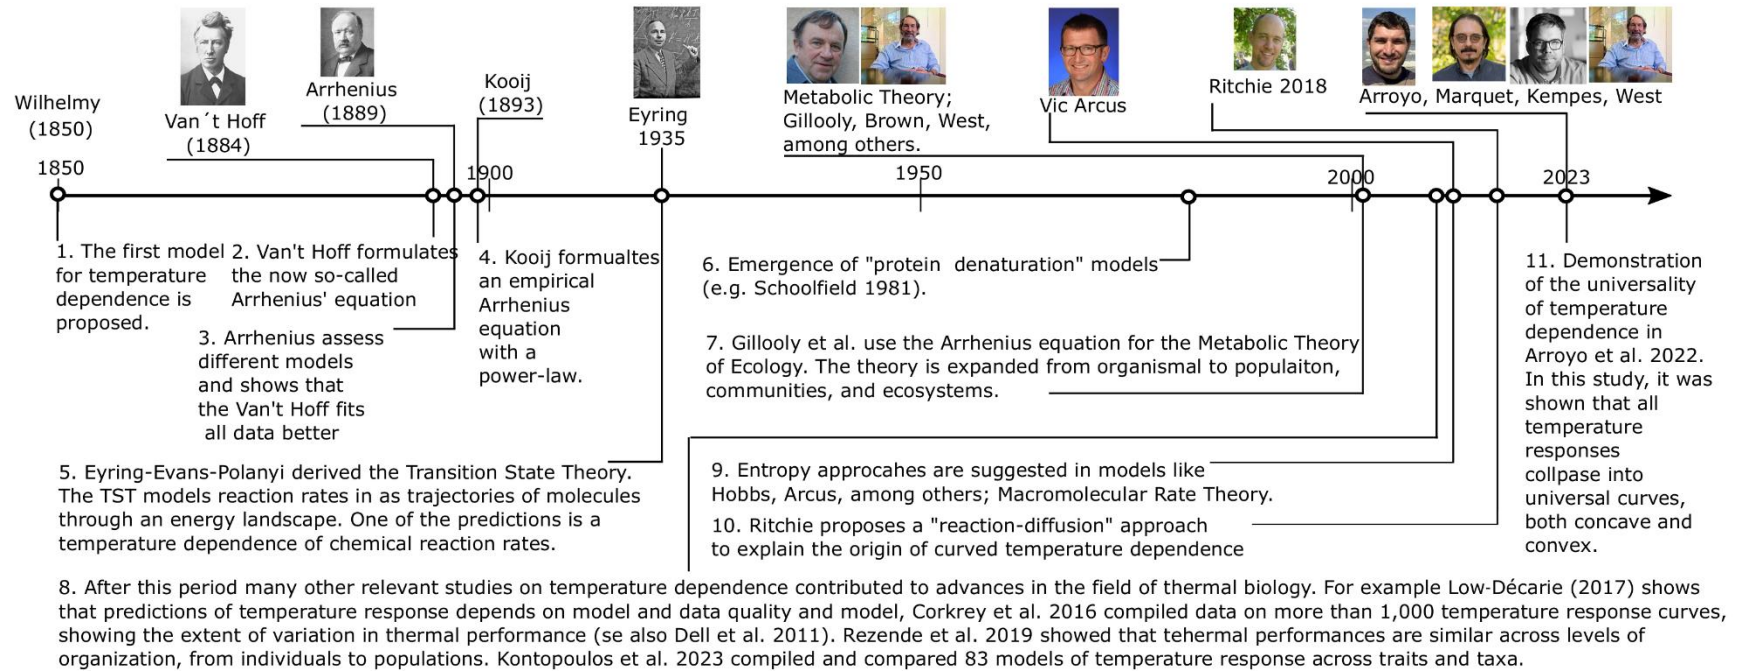 Wilhelmy
(1850)
Van´t Hoff
(1884)
Arrhenius
(1889)
Kooij
(1893)
Eyring
1935
Metabolic Theory;
Gillooly, Brown, West,
among others.
Vic Arcus
Ritchie 2018
Arroyo, Marquet, Kempes, West
1850
1900
1950
2000
2023
1. The first model
for temperature
dependence is
proposed.
2. Van't Hoff formulates
the now so-called
Arrhenius' equation
3. Arrhenius assess
different models
and shows that
the Van't Hoff fits
all data better
4. Kooij formualtes
an empirical
Arrhenius
equation
with a
power-law.
5. Eyring-Evans-Polanyi derived the Transition State Theory.
The TST models reaction rates in as trajectories of molecules
through an energy landscape. One of the predictions is a
temperature dependence of chemical reaction rates.
6. Emergence of "protein denaturation" models
(e.g. Schoolfield 1981).
7. Gillooly et al. use the Arrhenius equation for the Metabolic Theory
of Ecology. The theory is expanded from organismal to populaiton,
communities, and ecosystems.
9. Entropy approcahes are suggested in models like
Hobbs, Arcus, among others; Macromolecular Rate Theory.
10. Ritchie proposes a "reaction-diffusion" approach
to explain the origin of curved temperature dependence
11. Demonstration
of the universality
of temperature
dependence in
Arroyo et al. 2022.
In this study, it was
shown that all
temperature
responses
collpase into
universal curves,
both concave and
convex.
8. After this period many other relevant studies on temperature dependence contributed to advances in the field of thermal biology. For example Low-Décarie (2017) shows
that predictions of temperature response depends on model and data quality and model, Corkrey et al. 2016 compiled data on more than 1,000 temperature response curves,
showing the extent of variation in thermal performance (se also Dell et al. 2011). Rezende et al. 2019 showed that tehermal performances are similar across levels of
organization, from individuals to populations. Kontopoulos et al. 2023 compiled and compared 83 models of temperature response across traits and taxa.